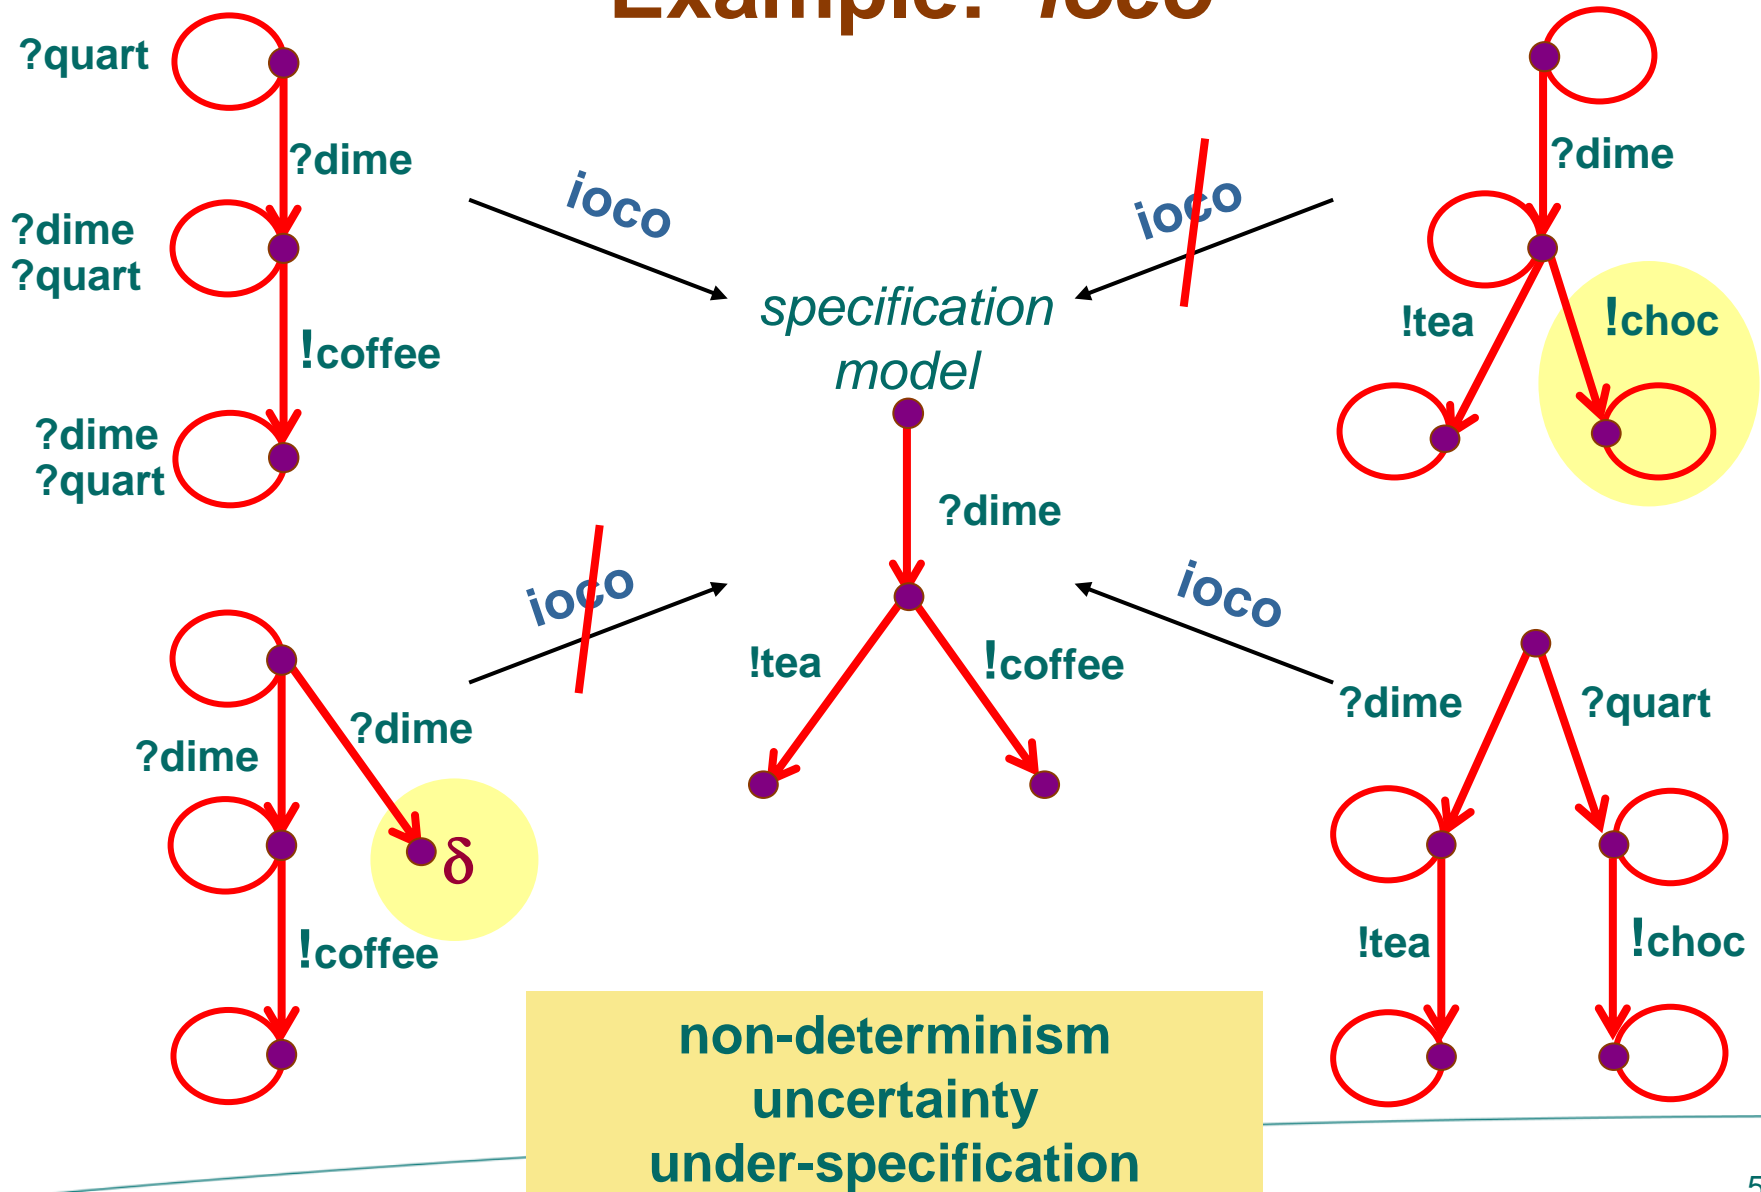 Example: ioco
?quart
?dime
?dime
?quart
!coffee
?dime
?quart
ioco
ioco
?dime
!tea
!choc
specification
model
?dime
!tea
!coffee
ioco
?dime
?dime
δ
!coffee
ioco
?dime
?quart
!tea
!choc
non-determinism
uncertainty
under-specification